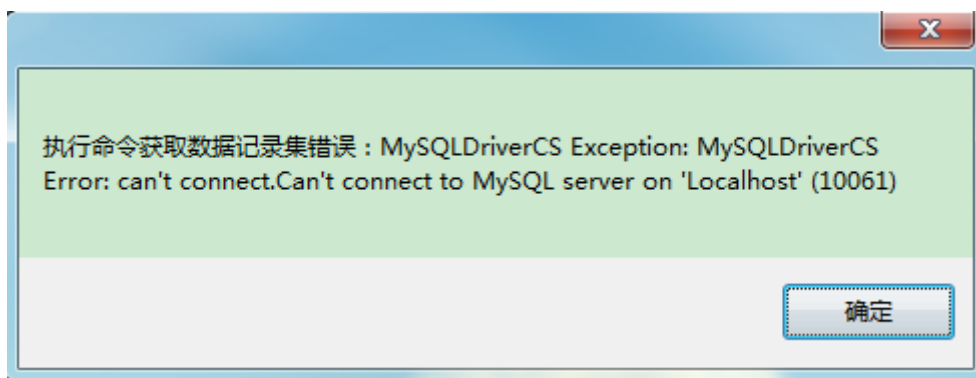 执行命令获取数据记录集错误：MySQLDriverCS Exception: MySQLDriverCS
Error: can't connect.Can't connect to MySQL server on 'Localhost' (10061)
确定